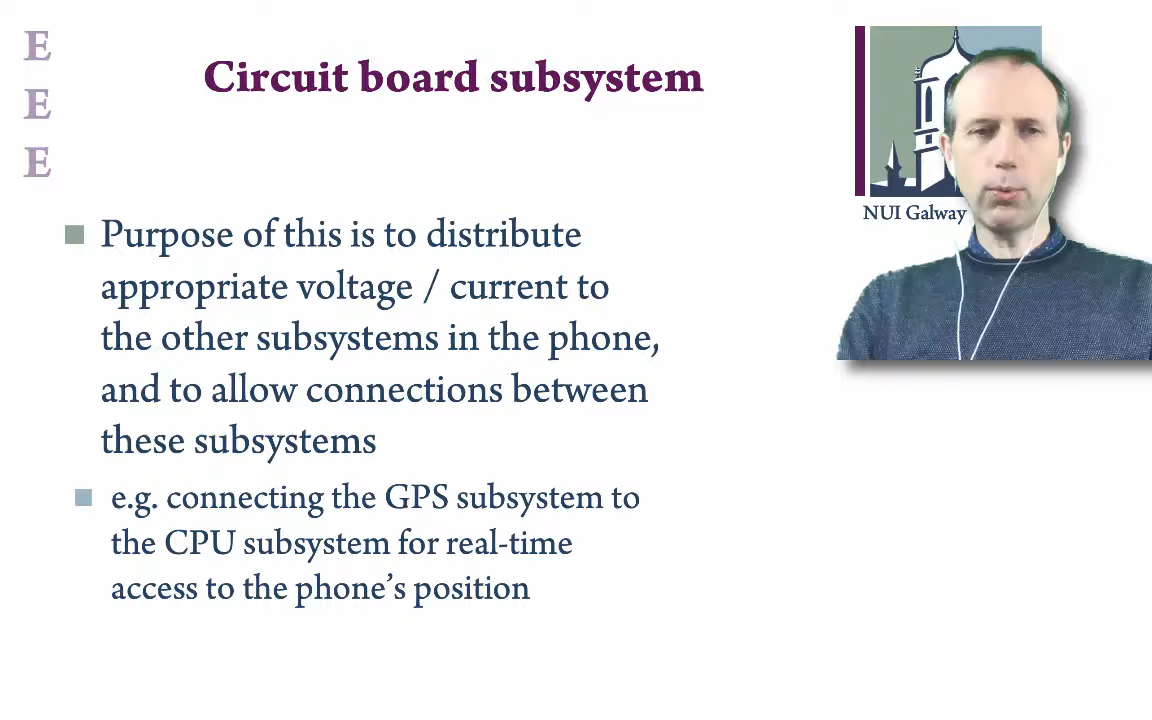 E
E
E
Circuit board subsystem
NUI Galway
Purpose of this is to distribute
appropriate voltage / current to
the other subsystems in the phone,
and to allow connections between
these subsystems
e.g. connecting the GPS subsystem to
the CPU subsystem for real-time
access to the phone’s position